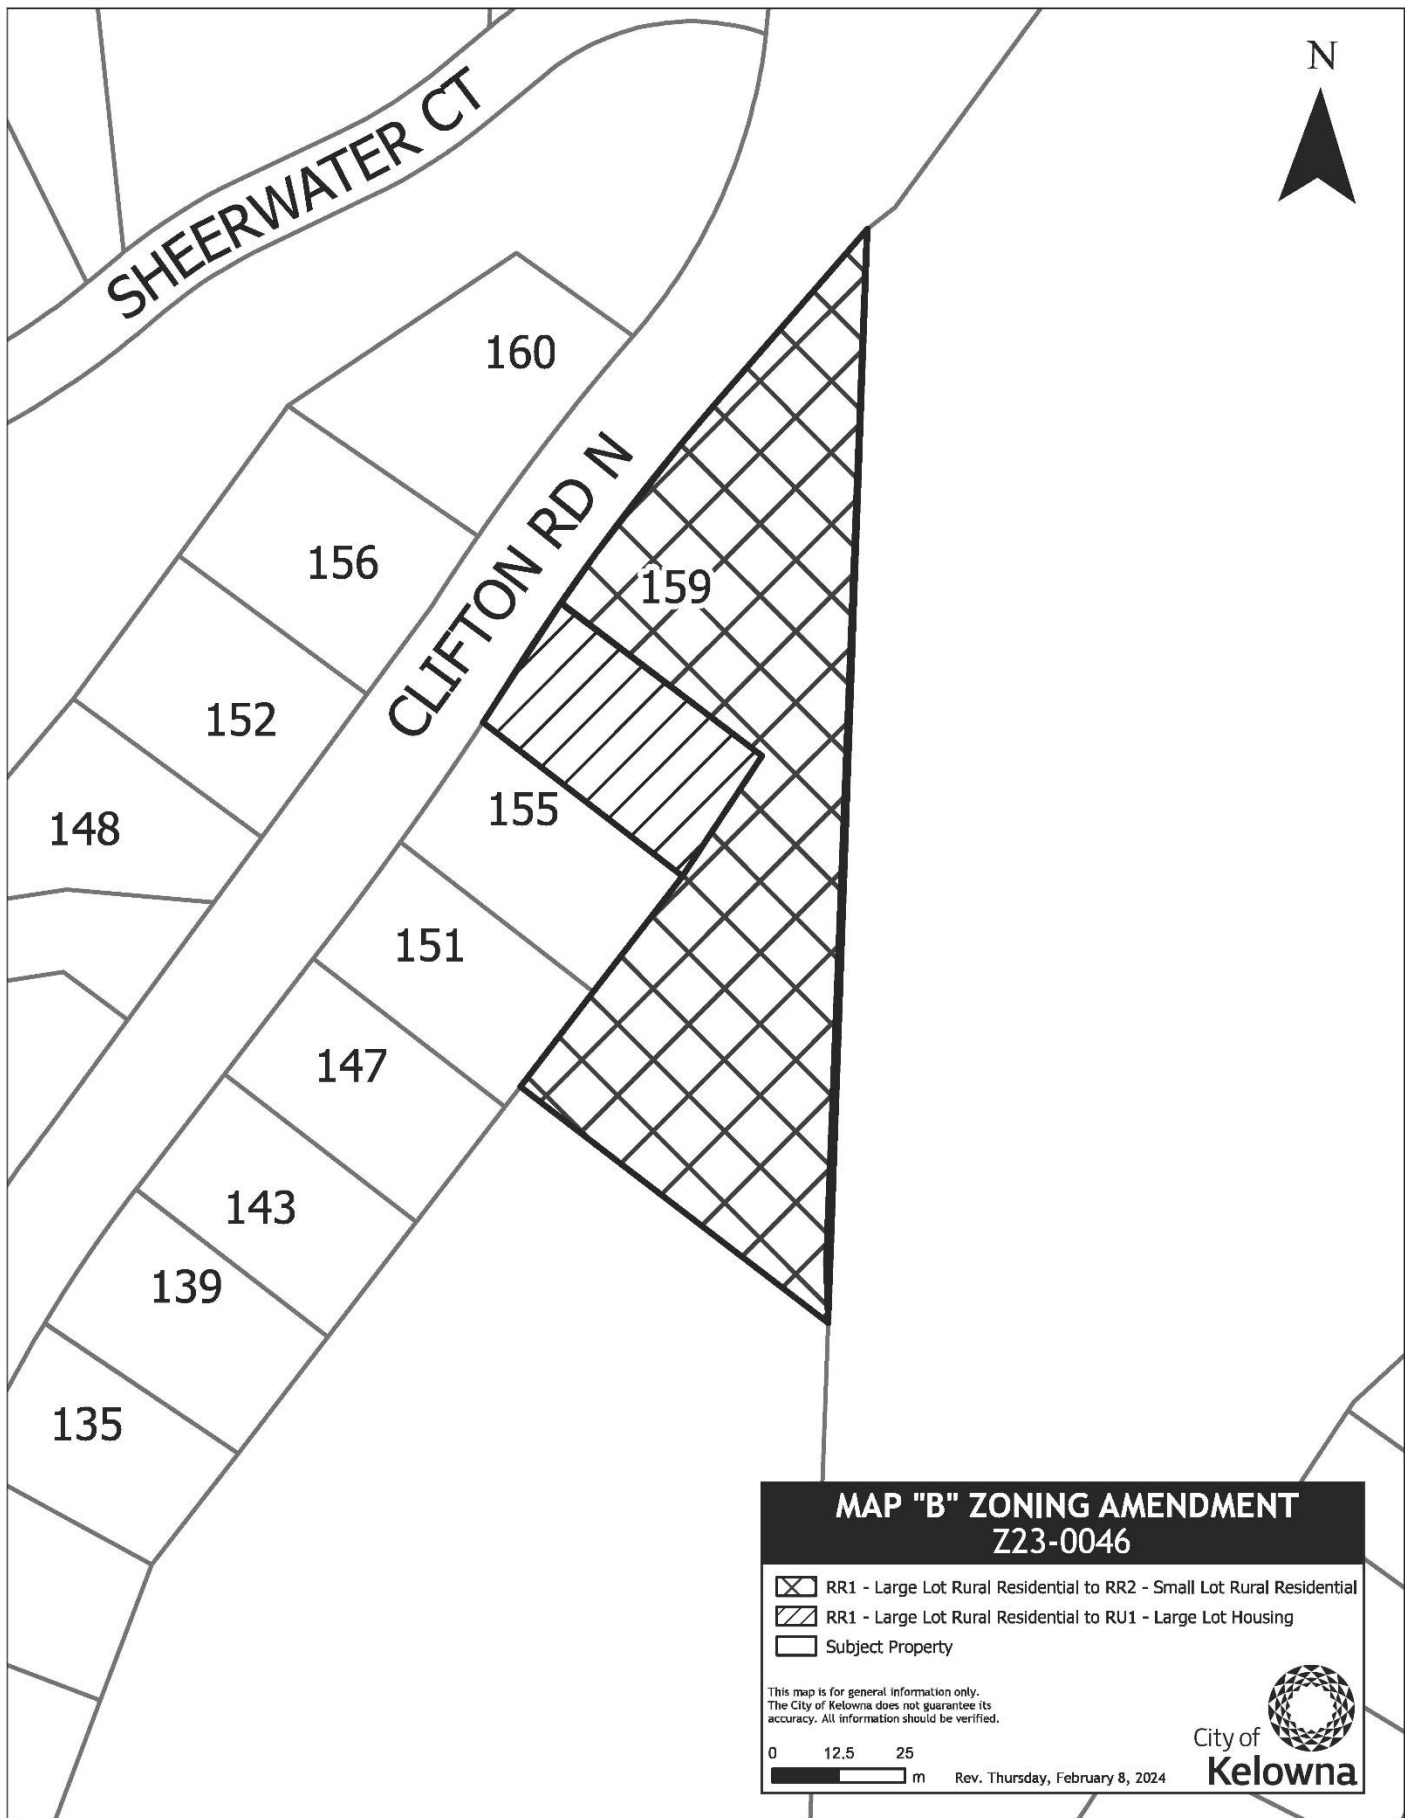 N
SHEERWATER CT
160
CLIFTON RD N
156
159
152
155
148
151
147
143
139
135
MAP "B" ZONING AMENDMENT
Z23-0046
RR1 - Large Lot Rural Residential to RR2 - Small Lot Rural Residential
RR1 - Large Lot Rural Residential to RU1 - Large Lot Housing
Subject Property
This map is for general information only.
The City of Kelowna does not guarantee its
accuracy. All information should be verified.
0 12.5 25
m
Rev. Thursday, February 8, 2024
City of
Kelowna